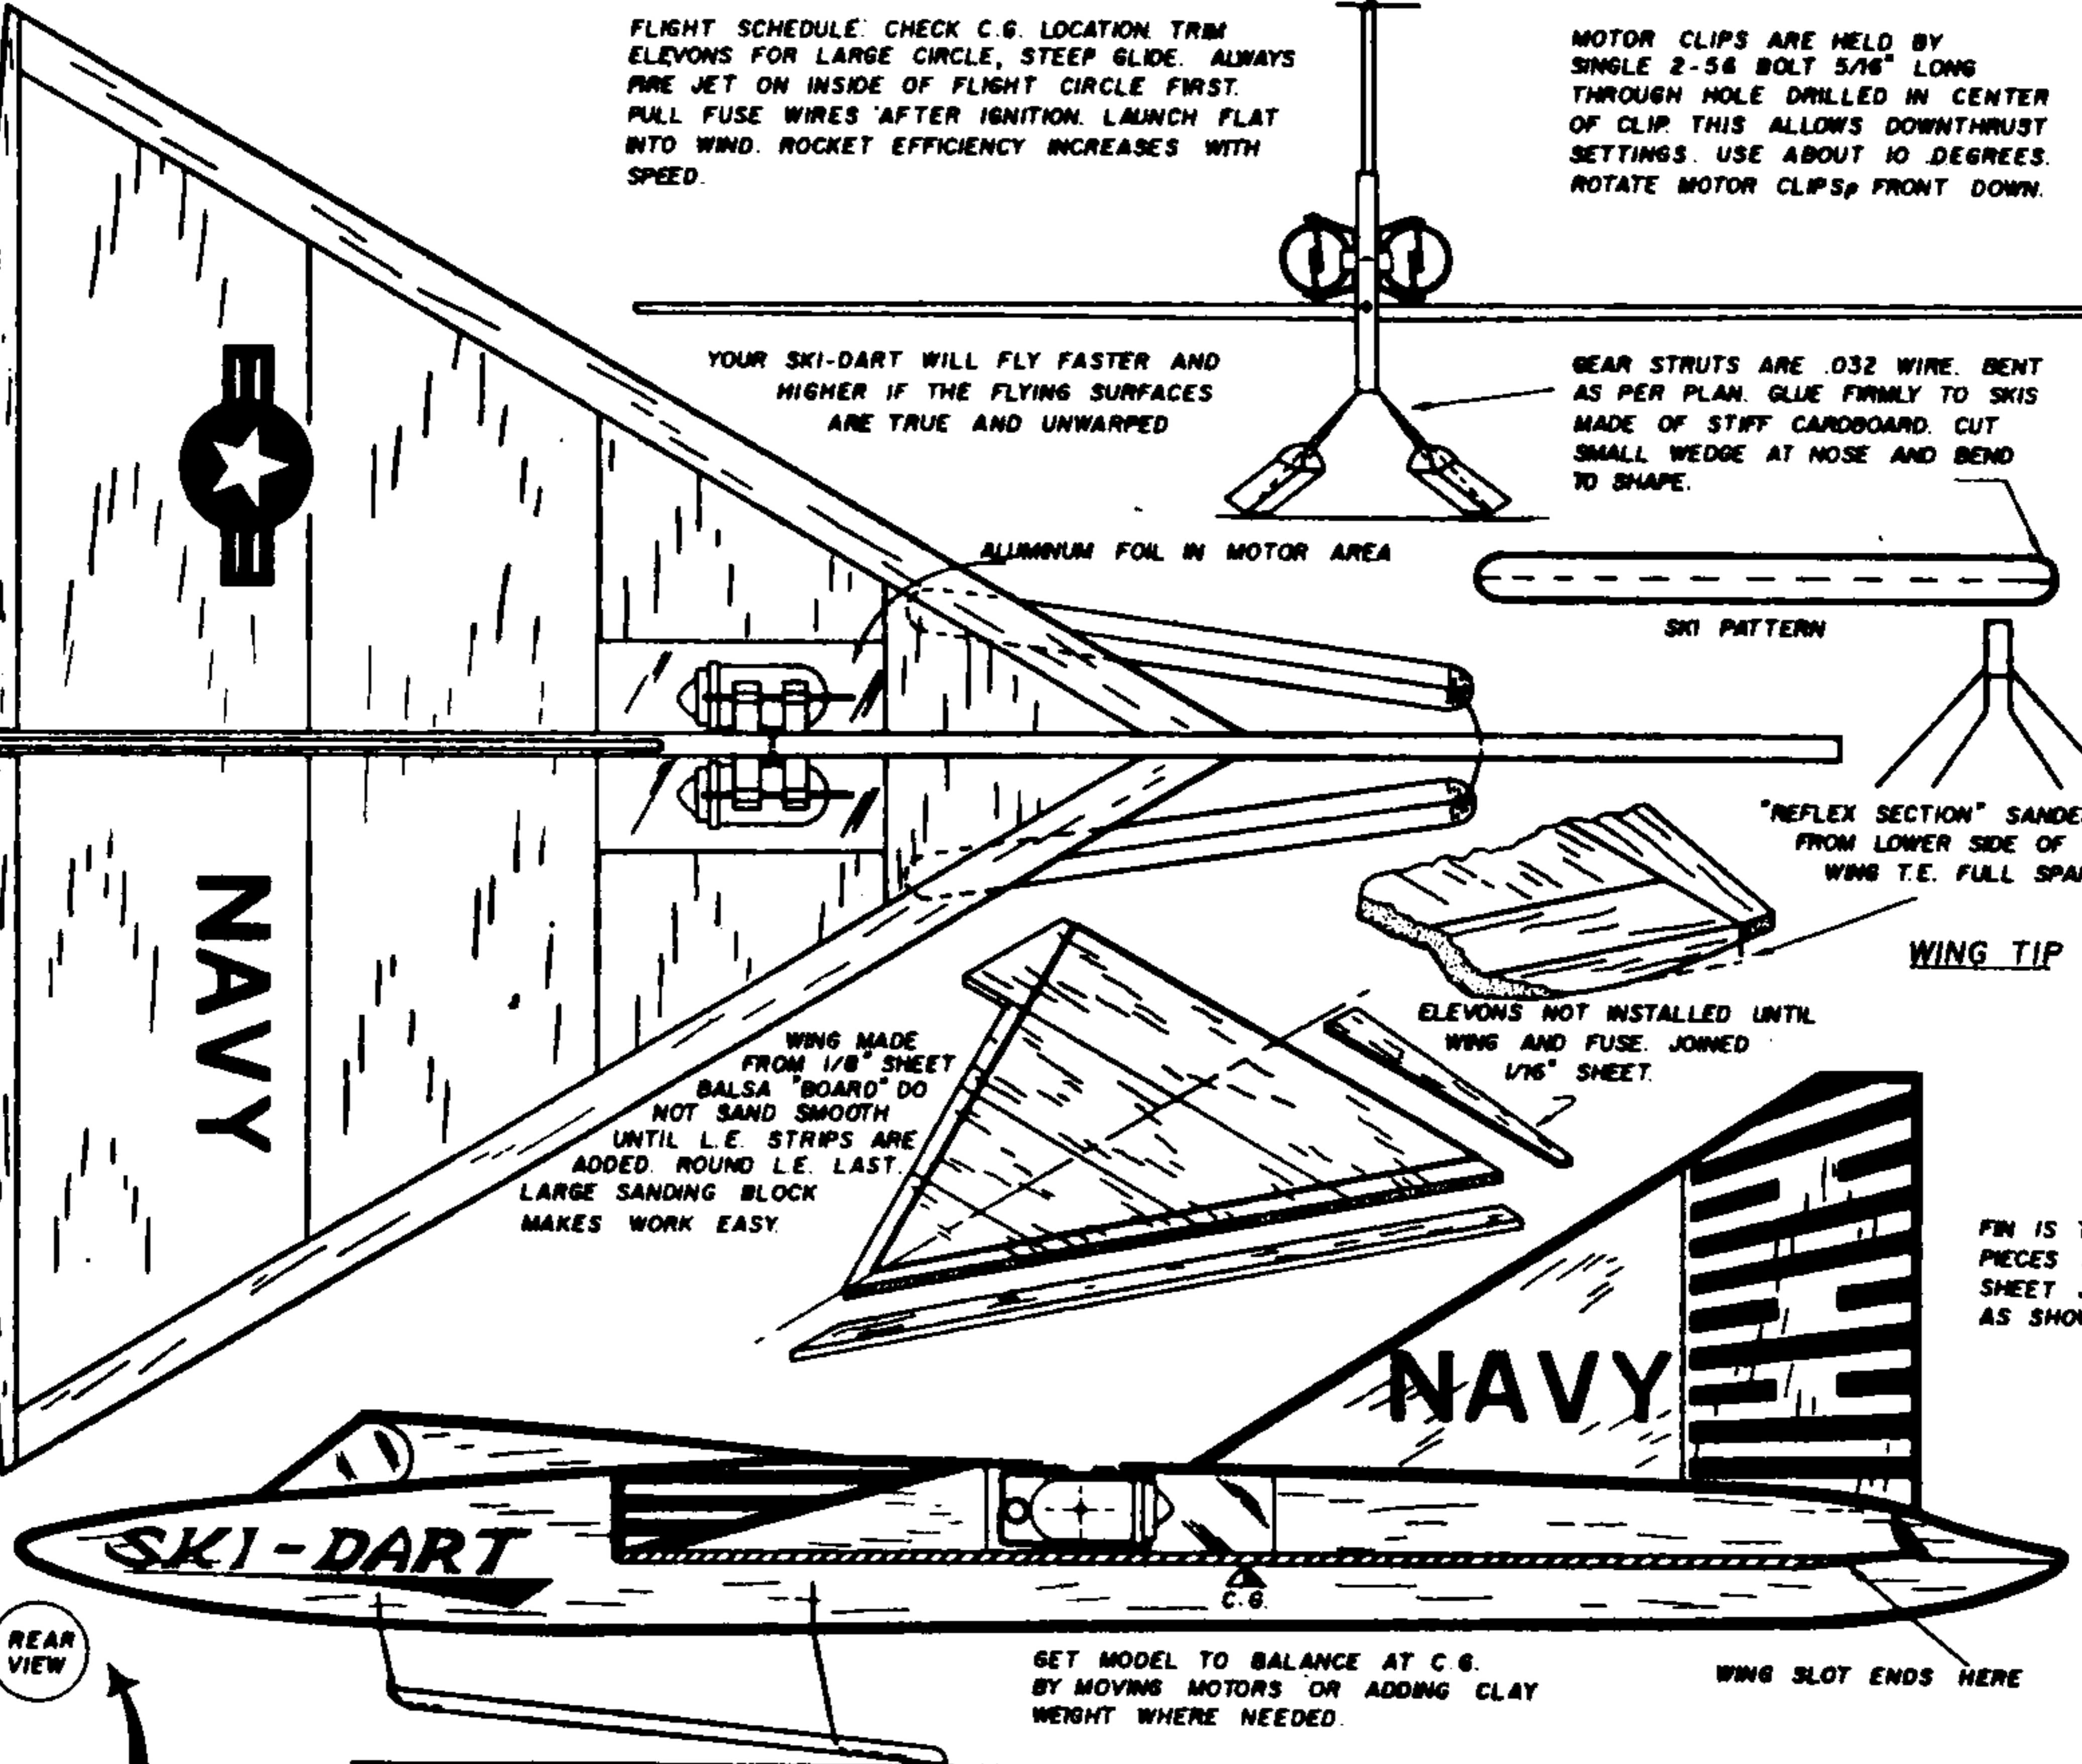 FLIGHT SCHEDULE: CHECK C.G. LOCATION. TRIM
ELEVONS FOR LARGE CIRCLE, STEEP GLIDE. ALWAYS
FIRE JET ON INSIDE OF FLIGHT CIRCLE FIRST.
PULL FUSE WIRES AFTER IGNITION. LAUNCH FLAT
INTO WIND. ROCKET EFFICIENCY INCREASES WITH
SPEED.
MOTOR CLIPS ARE HELD BY
SINGLE 2-56 BOLT 5/16" LONG
THROUGH HOLE DRILLED IN CENTER
OF CLIP. THIS ALLOWS DOWNTHRUST
SETTINGS. USE ABOUT 10 DEGREES.
ROTATE MOTOR CLIPS, FRONT DOWN.
YOUR SKI-DART WILL FLY FASTER AND
HIGHER IF THE FLYING SURFACES
ARE TRUE AND UNWARPED
GEAR STRUTS ARE .032 WIRE. BENT
AS PER PLAN. GLUE FIRMLY TO SKIS
MADE OF STIFF CARDBOARD. CUT
SMALL WEDGE AT NOSE AND BEND
TO SHAPE.
ALUMINUM FOIL IN MOTOR AREA
SKI PATTERN
"REFLEX SECTION" SANDE
FROM LOWER SIDE OF
WING T.E. FULL SPA
WING TIP
NAVY
ELEVONS NOT INSTALLED UNTIL
WING AND FUSE. JOINED
1/16" SHEET.
WING MADE
FROM 1/8" SHEET
BALSA "BOARD" DO
NOT SAND SMOOTH
UNTIL L.E. STRIPS ARE
ADDED. ROUND L.E. LAST.
LARGE SANDING BLOCK
MAKES WORK EASY.
FIN IS
PIECES
SHEET
AS SHO
NAVY
SKI-DART
C.G.
REAR
VIEW
GET MODEL TO BALANCE AT C.G.
BY MOVING MOTORS OR ADDING CLAY
WEIGHT WHERE NEEDED.
WING SLOT ENDS HERE